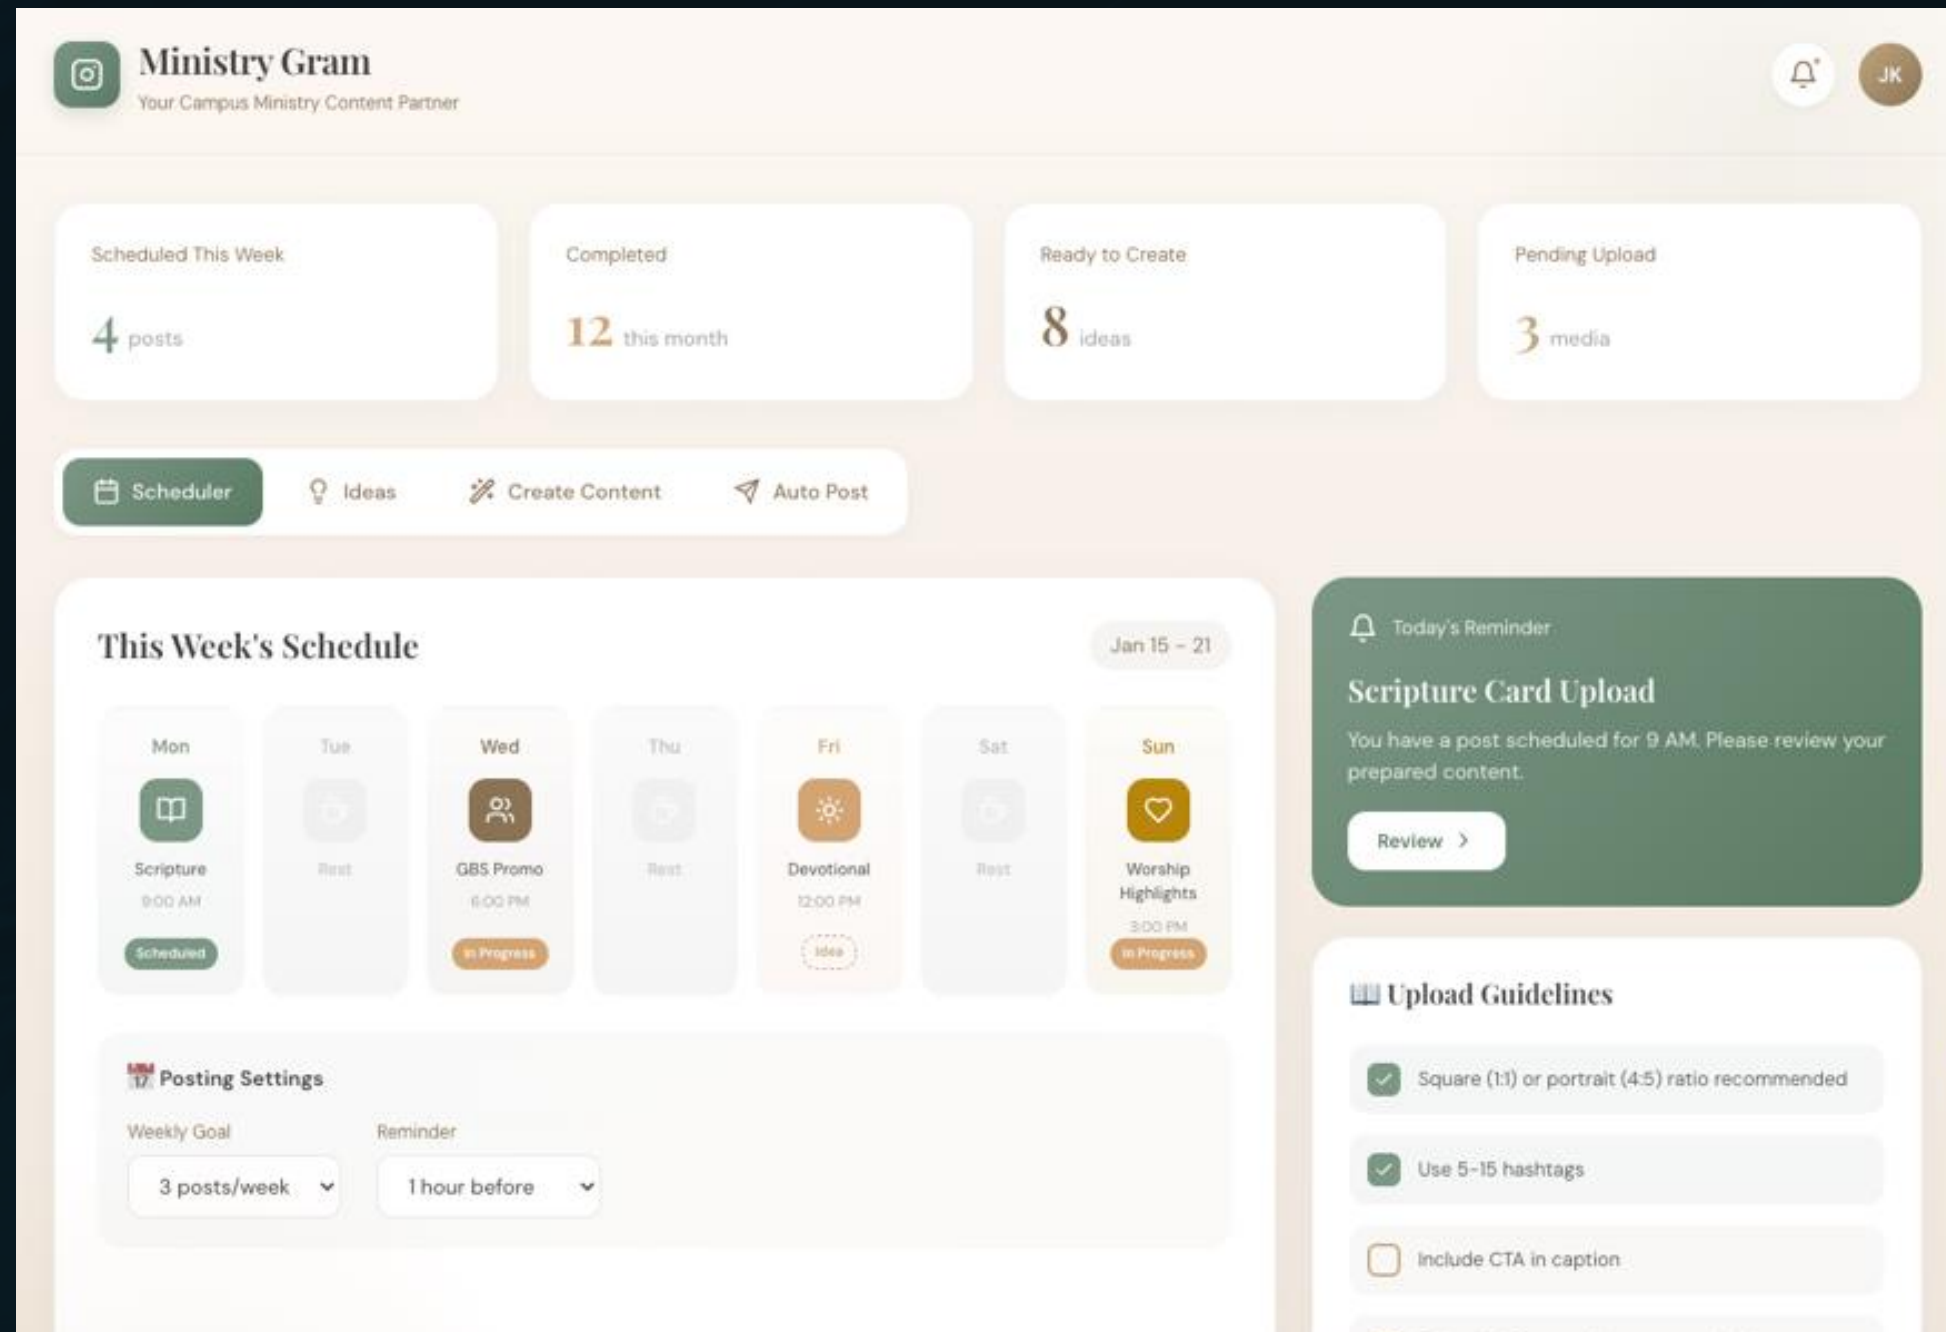 Ministry Gram
Your Campus Ministry Content Partner
JK
Scheduled This Week
4 posts
Completed
12 this month
Ready to Create
8 ideas
Pending Upload
3 media
Scheduler
Ideas
Create Content
Auto Post
This Week's Schedule
Jan 15 – 21
Mon
Scripture
9:00 AM
Scheduled
Tue
Rest
Wed
GBS Promo
6:00 PM
In Progress
Thu
Rest
Fri
Devotional
12:00 PM
Idea
Sat
Rest
Sun
Worship
Highlights
3:00 PM
In Progress
17 Posting Settings
Weekly Goal
3 posts/week
Reminder
1 hour before
Today's Reminder
Scripture Card Upload
You have a post scheduled for 9 AM. Please review your
prepared content.
Review
Upload Guidelines
Square (1:1) or portrait (4:5) ratio recommended
Use 5-15 hashtags
Include CTA in caption